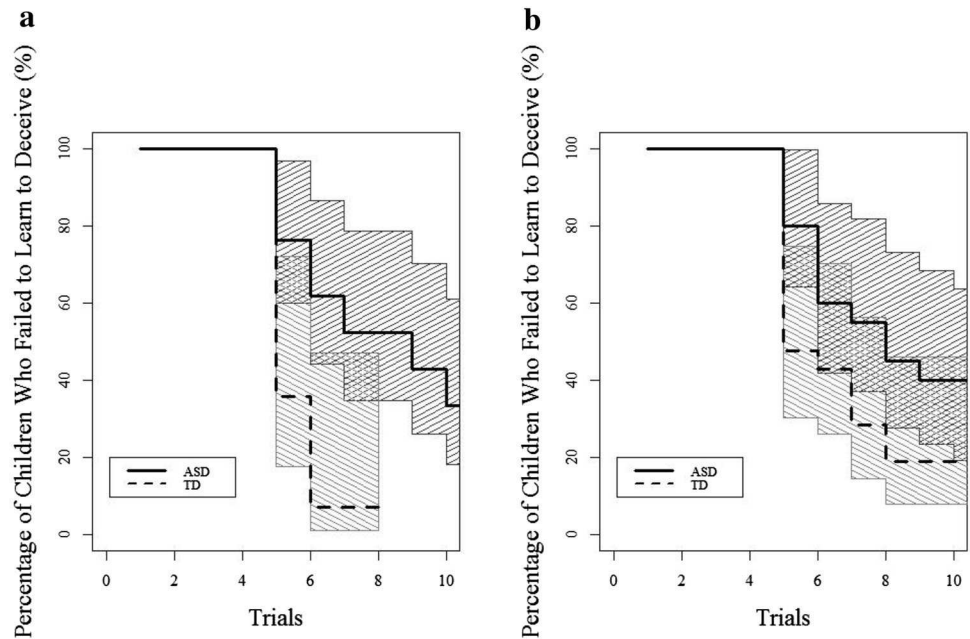 a
Percentage of Children Who Failed to Learn to Deceive (%)
100
80
60
40
20
0
ASD
TD
0 2 4 6 8 10
Trials
b
Percentage of Children Who Failed to Learn to Deceive (%)
100
80
60
40
20
0
ASD
TD
0 2 4 6 8 10
Trials